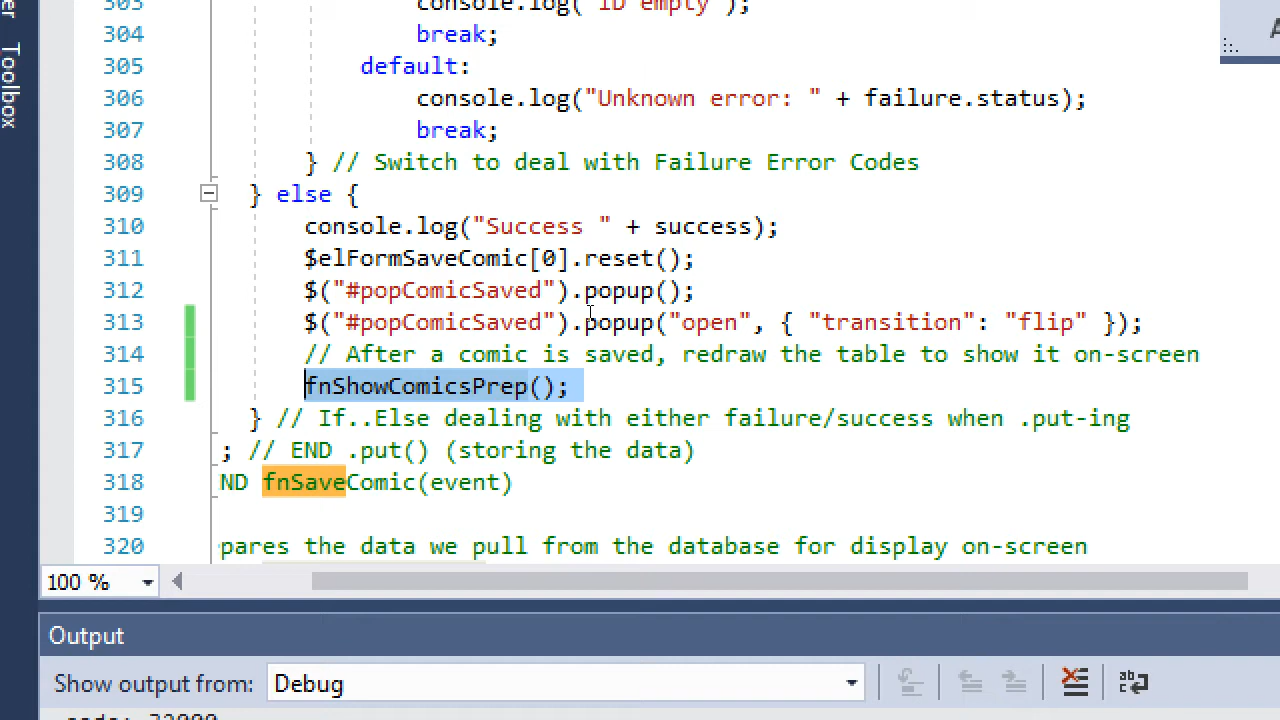 Toolbox
303 console.log("ID empty");
304 break;
305 default:
306 console.log("Unknown error: " + failure.status);
307 break;
308 } // Switch to deal with Failure Error Codes
309 } else {
310 console.log("Success " + success);
311 $elFormSaveComic[0].reset();
312 $("#popComicSaved").popup();
313 $("#popComicSaved").popup("open", { "transition": "flip" });
314 // After a comic is saved, redraw the table to show it on-screen
315 fnShowComicsPrep();
316 } // If..Else dealing with either failure/success when .put-ing
317 ; // END .put() (storing the data)
318 ND fnSaveComic(event)
319
320 pares the data we pull from the database for display on-screen
100 %
Output
Show output from: Debug
code: 32000